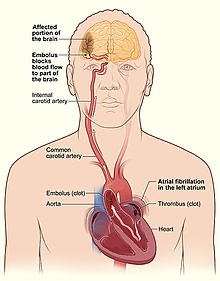 Affected
portion of
the brain
Embolus
blocks
blood flow
to part of
the brain
Internal
carotid artery
Common
carotid artery
Atrial fibrillation
in the left atrium
Embolus (clot)
Aorta
Thrombus (clot)
Heart